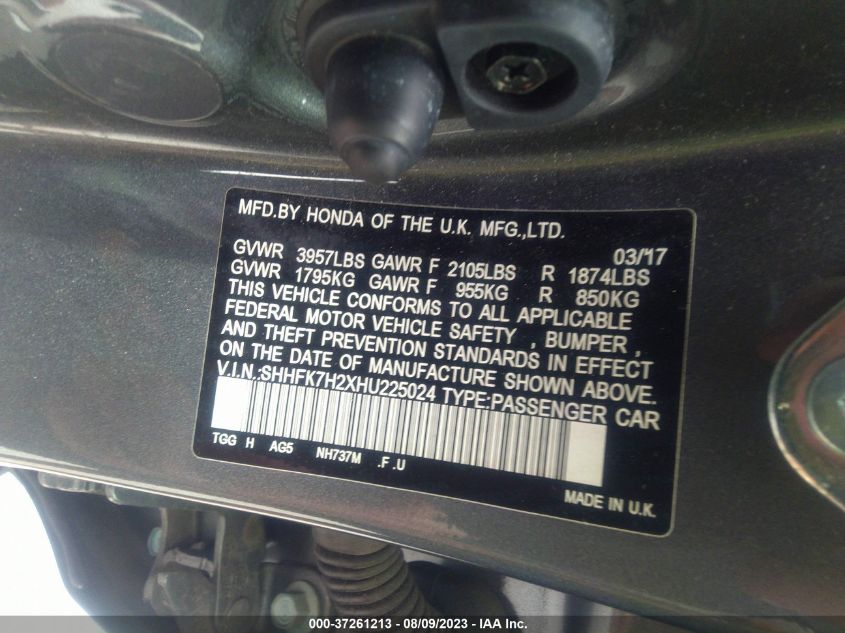 MFD.BY HONDA OF THE U.K. MFG.,LTD.
03/'17
GVWR 3957LBS GAWR F 2105LBS R 1874LBS
GVWR 1795KG GAWR F 955KG R 850KG
THIS VEHICLE CONFORMS TO ALL APPLICABLE
FEDERAL MOTOR VEHICLE SAFETY , BUMPER ,
AND THEFT PREVENTION STANDARDS IN EFFECT
ON THE DATE OF MANUFACTURE SHOWN ABOVE.
V.I.N.:SHHFK7H2XHU225024 TYPE:PASSENGER CAR
TGG H AG5 NH737M .F .U
MADE IN U.K.
000-37261213 - 08/09/2023 - IAA Inc.